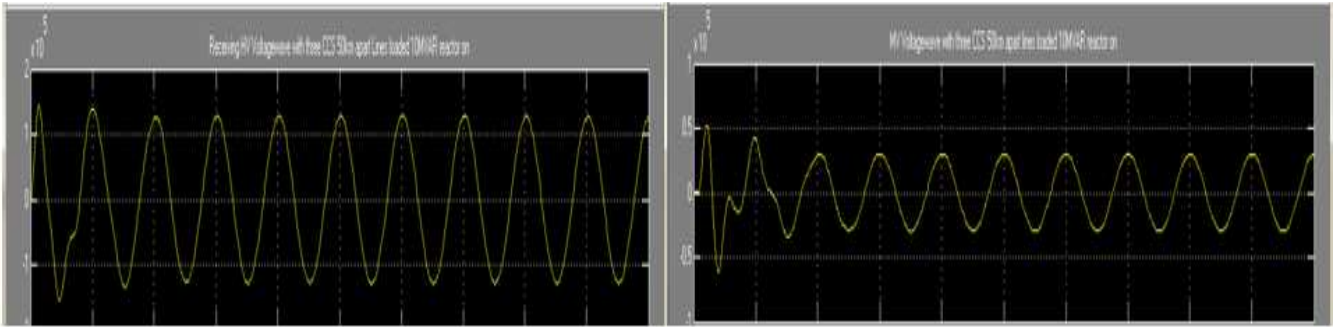 x10 5
Receiving HV Voltagewave with three CCS 50km apart Lines loaded 10MVAR reactor on
2
1
0
-1
x10 5
MV Voltagewave with three CCS 50km apart lines loaded 10MVAR reactor on
1
0.5
0
-0.5
-1